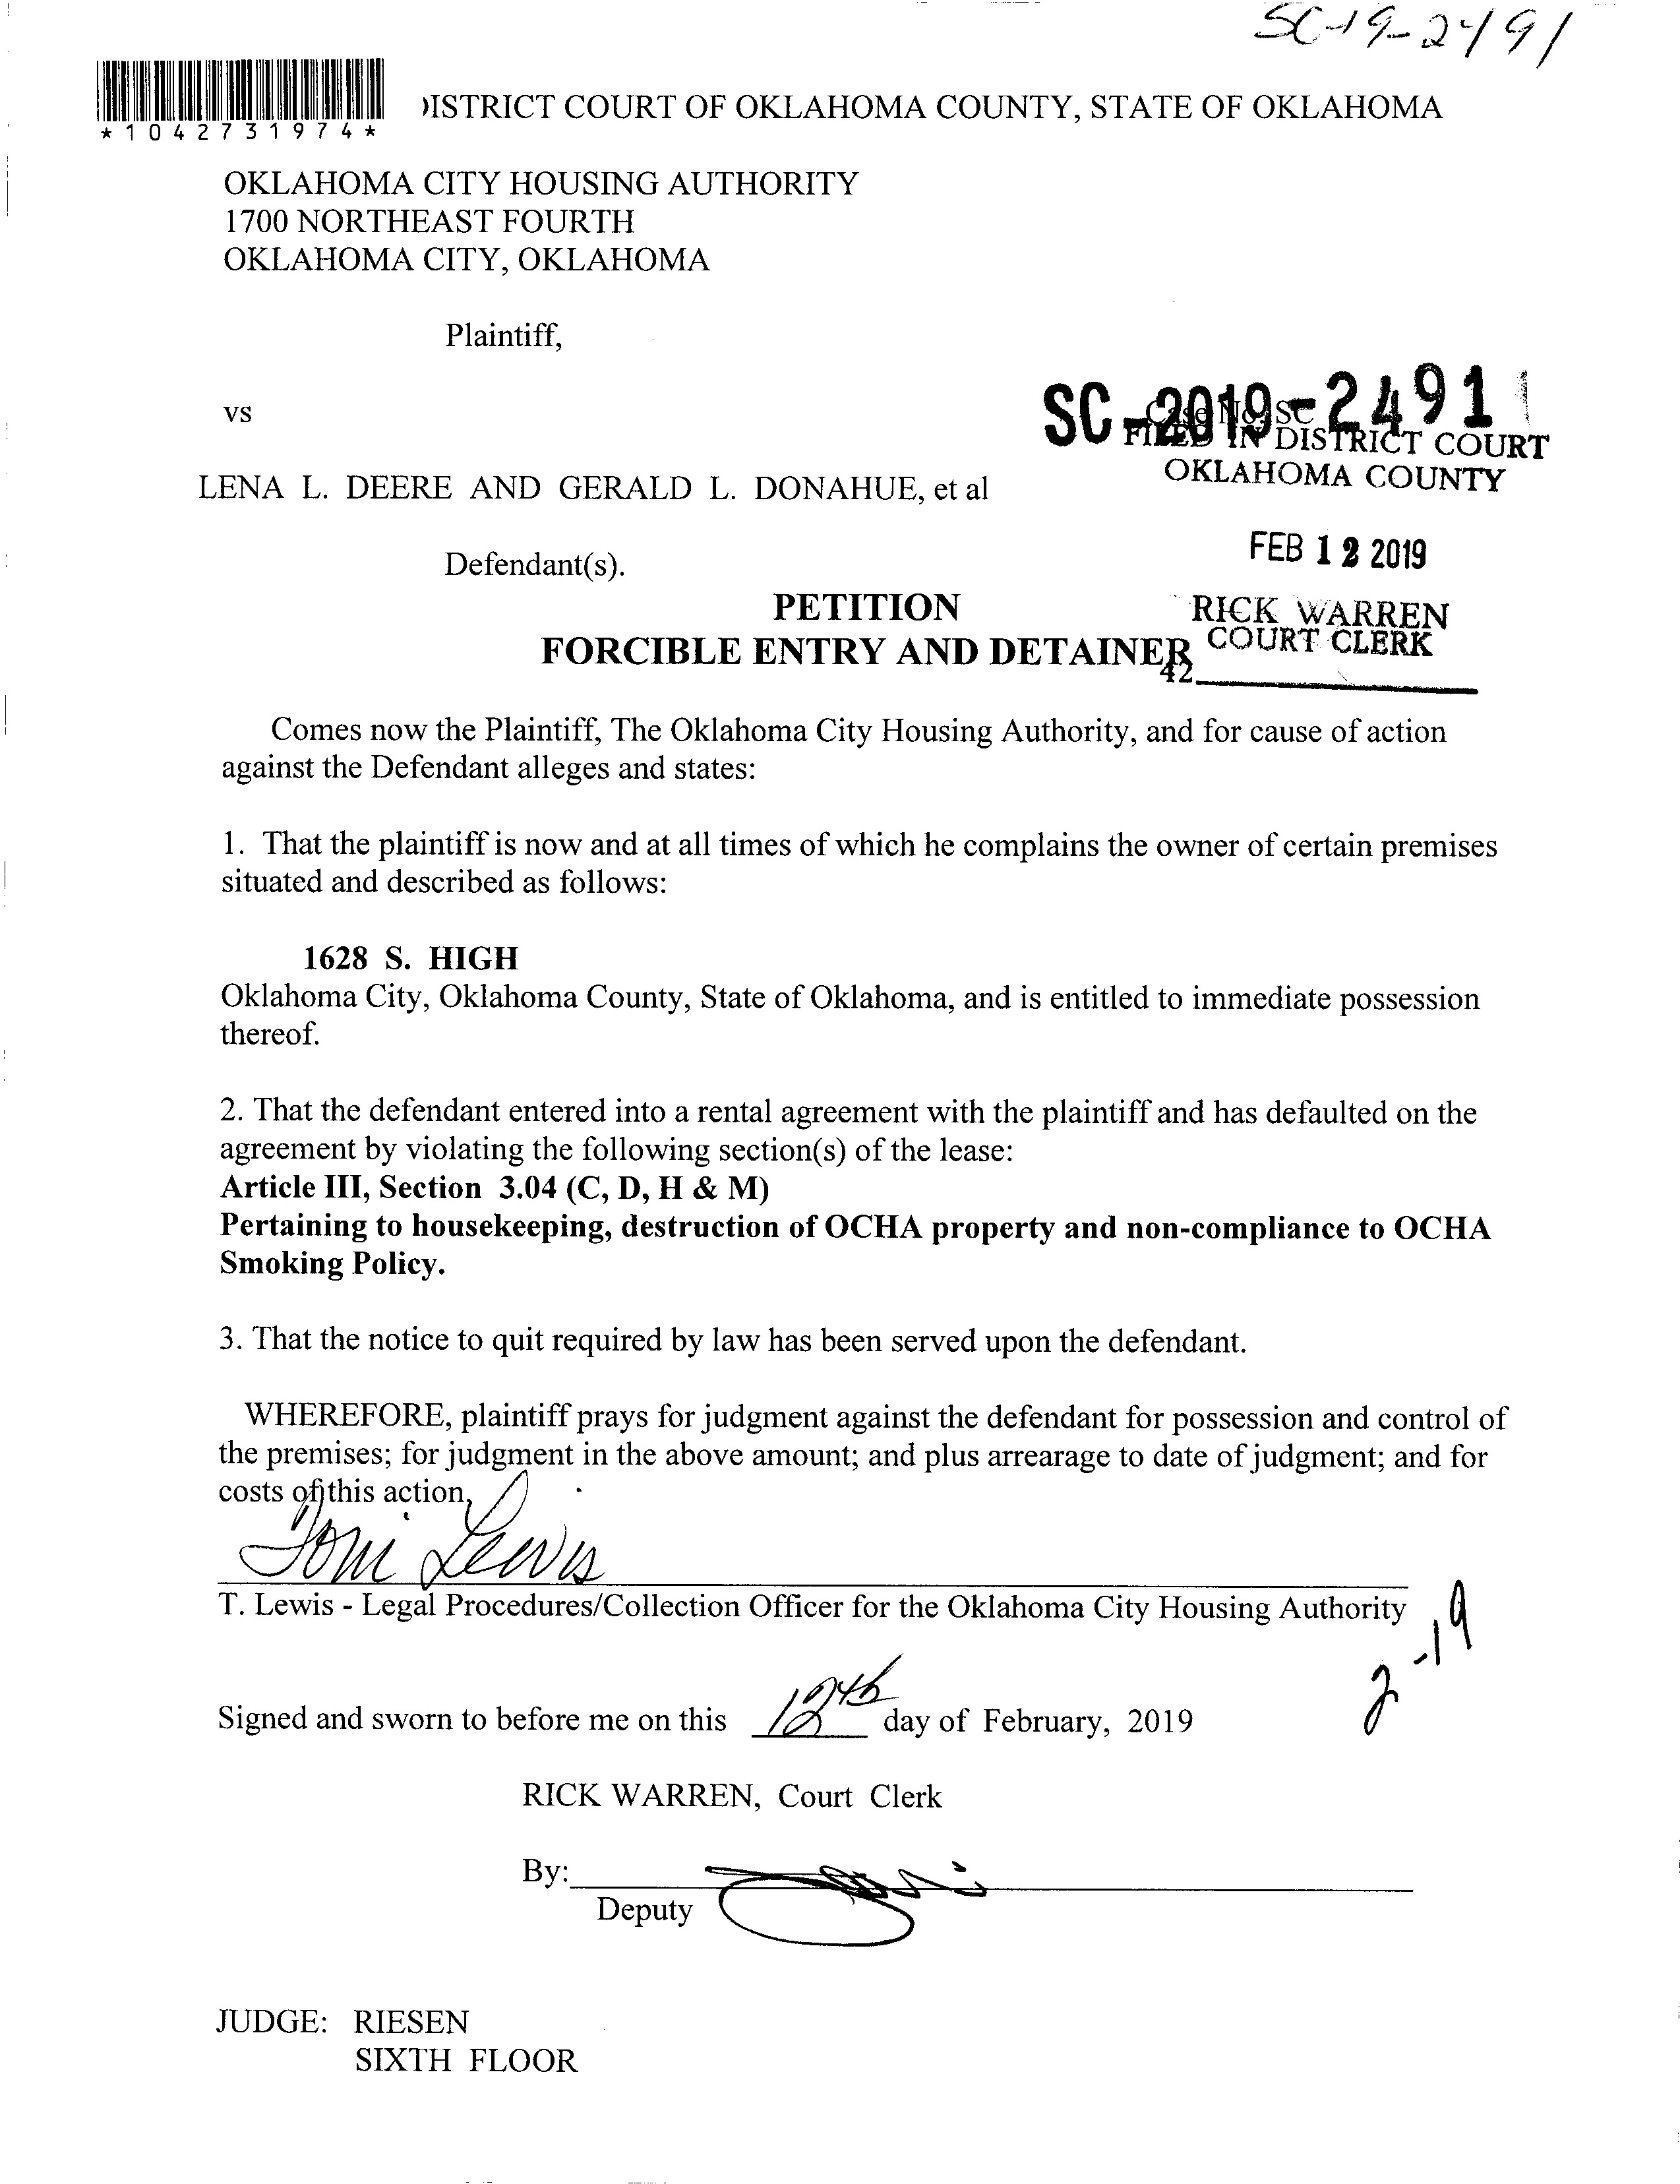 SC-19-2491
*1042731974*
DISTRICT COURT OF OKLAHOMA COUNTY, STATE OF OKLAHOMA
OKLAHOMA CITY HOUSING AUTHORITY
1700 NORTHEAST FOURTH
OKLAHOMA CITY, OKLAHOMA
Plaintiff,
vs
SC-2019-2491
Case No. SC
FILED IN DISTRICT COURT
OKLAHOMA COUNTY
LENA L. DEERE AND GERALD L. DONAHUE, et al
FEB 12 2019
Defendant(s).
PETITION
RICK WARREN
FORCIBLE ENTRY AND DETAINER
COURT CLERK
42
Comes now the Plaintiff, The Oklahoma City Housing Authority, and for cause of action
against the Defendant alleges and states:
1. That the plaintiff is now and at all times of which he complains the owner of certain premises
situated and described as follows:
1628 S. HIGH
Oklahoma City, Oklahoma County, State of Oklahoma, and is entitled to immediate possession
thereof.
2. That the defendant entered into a rental agreement with the plaintiff and has defaulted on the
agreement by violating the following section(s) of the lease:
Article III, Section 3.04 (C, D, H & M)
Pertaining to housekeeping, destruction of OCHA property and non-compliance to OCHA
Smoking Policy.
3. That the notice to quit required by law has been served upon the defendant.
WHEREFORE, plaintiff prays for judgment against the defendant for possession and control of
the premises; for judgment in the above amount; and plus arrearage to date of judgment; and for
costs of this action.
Toni Lewis
T. Lewis - Legal Procedures/Collection Officer for the Oklahoma City Housing Authority
2-19
Signed and sworn to before me on this 12th day of February, 2019
RICK WARREN, Court Clerk
By:
Deputy
JUDGE: RIESEN
SIXTH FLOOR